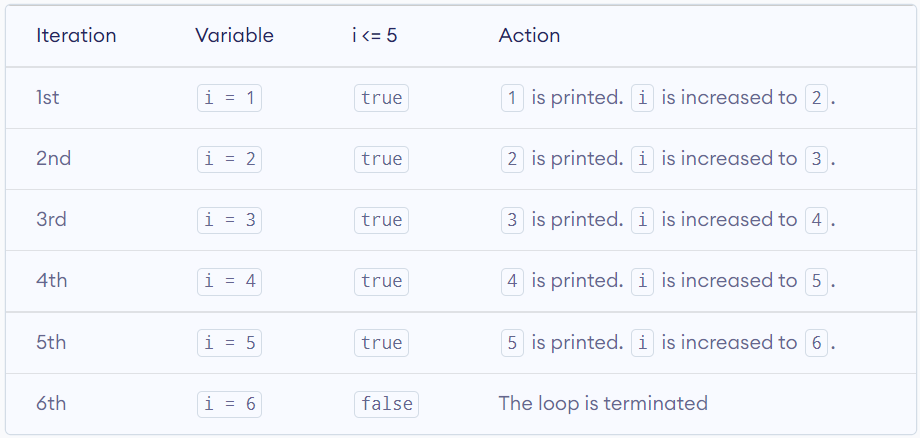 Iteration Variable i <= 5 Action
1st i = 1 true 1 is printed. i is increased to 2.
2nd i = 2 true 2 is printed. i is increased to 3.
3rd i = 3 true 3 is printed. i is increased to 4.
4th i = 4 true 4 is printed. i is increased to 5.
5th i = 5 true 5 is printed. i is increased to 6.
6th i = 6 false The loop is terminated